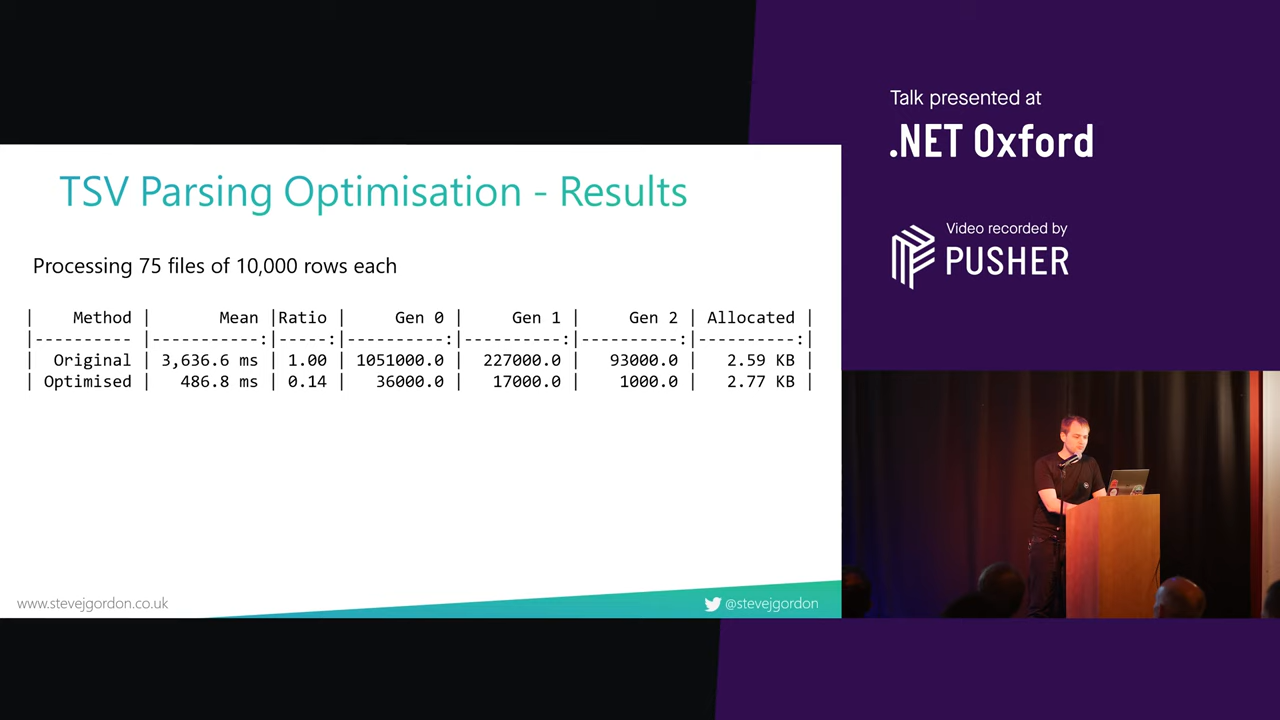 Talk presented at
.NET Oxford
Video recorded by
PUSHER
TSV Parsing Optimisation - Results
Processing 75 files of 10,000 rows each
| Method | Mean |Ratio | Gen 0 | Gen 1 | Gen 2 | Allocated |
|---------- |-----------:|-----:|----------:|----------:|----------:|----------:|
| Original | 3,636.6 ms | 1.00 | 1051000.0 | 227000.0 | 93000.0 | 2.59 KB |
| Optimised | 486.8 ms | 0.14 | 36000.0 | 17000.0 | 1000.0 | 2.77 KB |
www.stevejgordon.co.uk
@stevejgordon